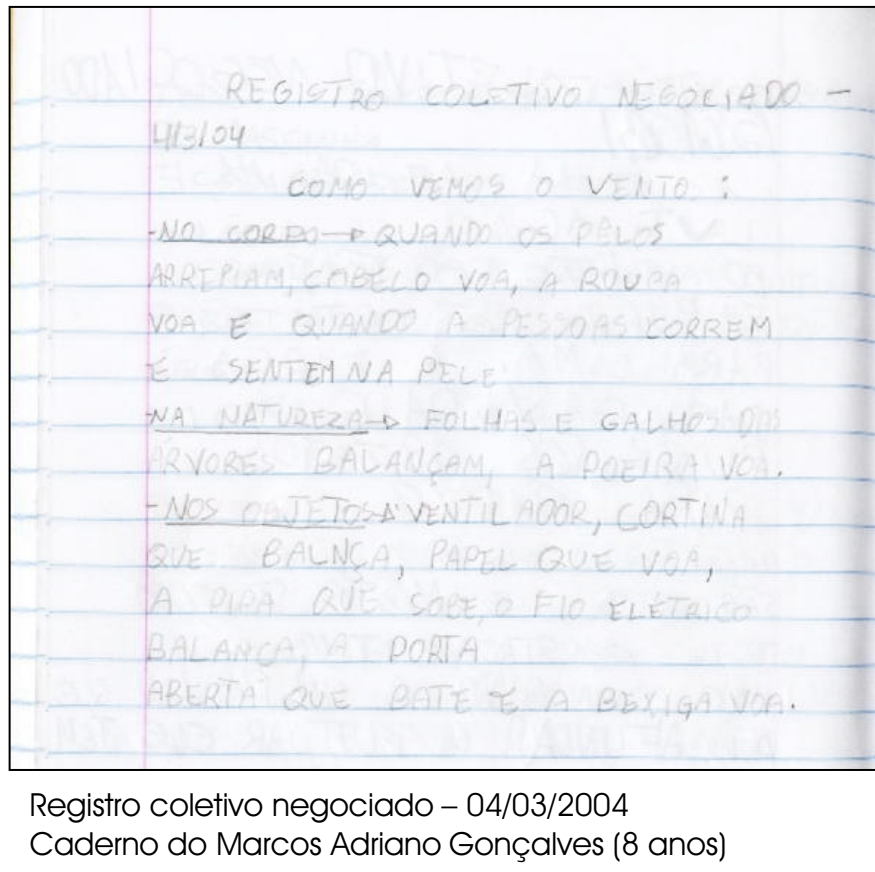 REGISTRO COLETIVO NEGOCIADO -
4/3/04
COMO VEMOS O VENTO :
-NO CORPO → QUANDO OS PELOS
ARREPIAM, CABELO VOA, A ROUPA
VOA E QUANDO A PESSOAS CORREM
E SENTEM NA PELE.
-NA NATUREZA → FOLHAS E GALHOS DAS
ÁRVORES BALANÇAM, A POEIRA VOA.
-NOS OBJETOS → VENTILADOR, CORTINA
QUE BALNÇA, PAPEL QUE VOA,
A PIPA QUE SOBE, O FIO ELÉTRICO
BALANÇA, A PORTA
ABERTA QUE BATE E A BEXIGA VOA.
Registro coletivo negociado – 04/03/2004
Caderno do Marcos Adriano Gonçalves (8 anos)